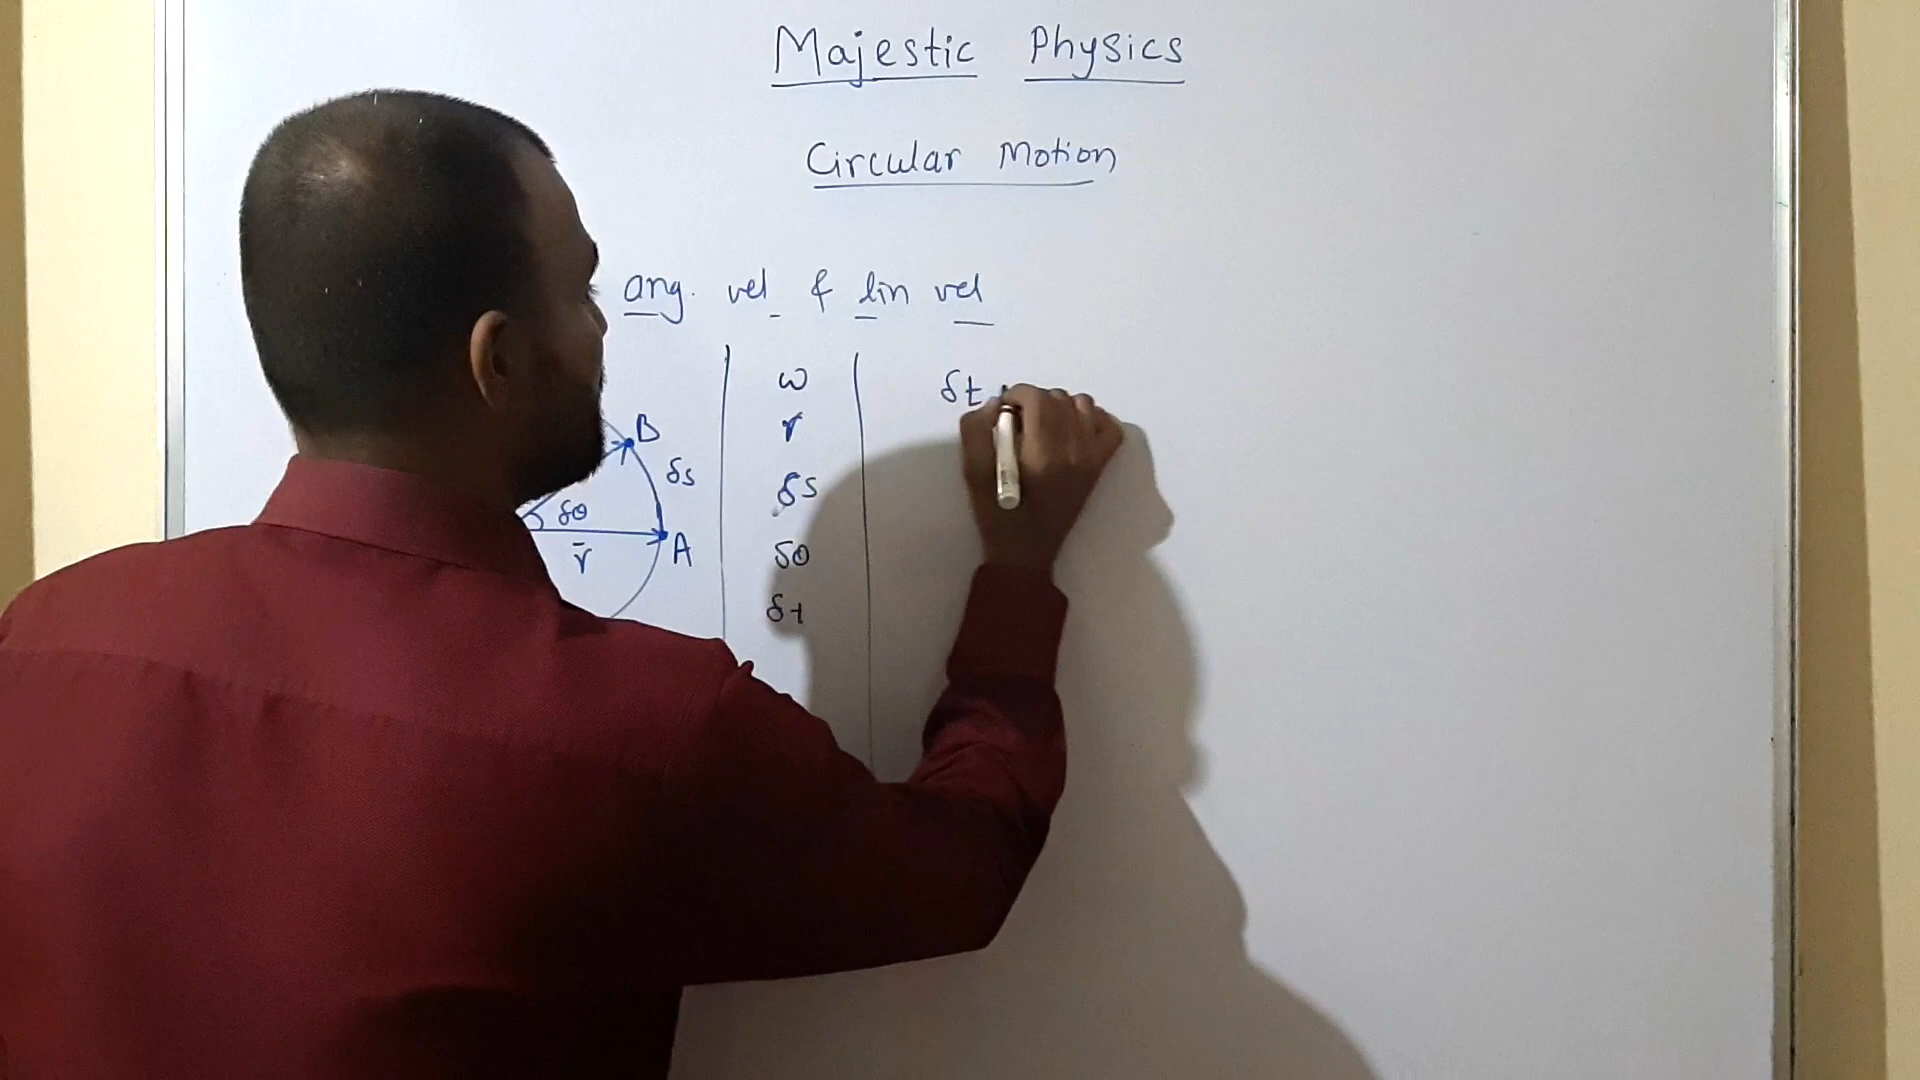 Majestic Physics
Circular Motion
ang. vel & lin vel
ω
r
δs
δθ
δt
δt
B
δs
δθ
r̄
A